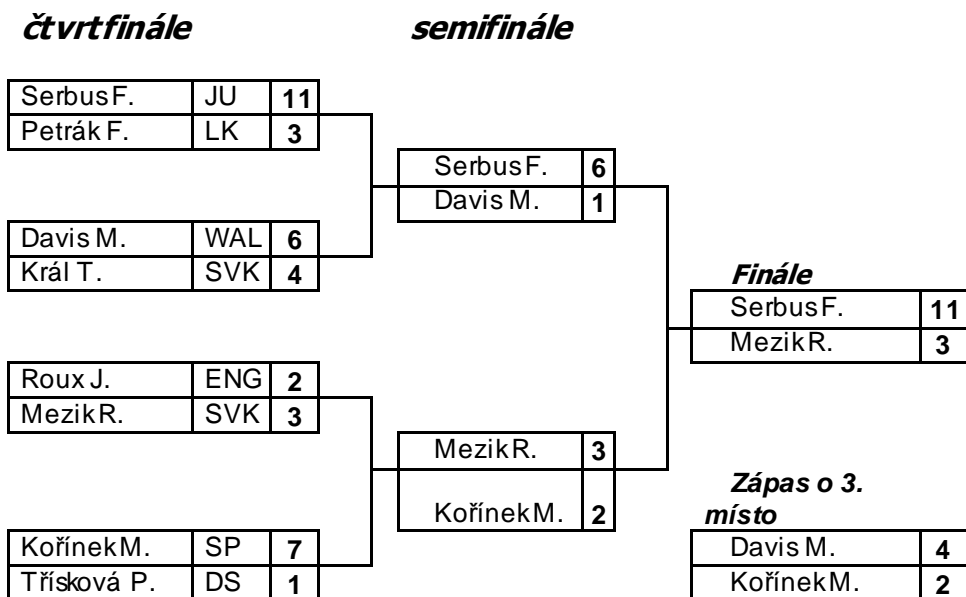 čtvrtfinále semifinále
Serbus F. JU 11
Petrák F. LK 3
Serbus F. 6
Davis M. 1
Davis M. WAL 6
Král T. SVK 4
Finále
Serbus F. 11
Mezik R. 3
Roux J. ENG 2
Mezik R. SVK 3
Mezik R. 3
Kořínek M. 2
Zápas o 3.
místo
Kořínek M. SP 7
Třísková P. DS 1
Davis M. 4
Kořínek M. 2